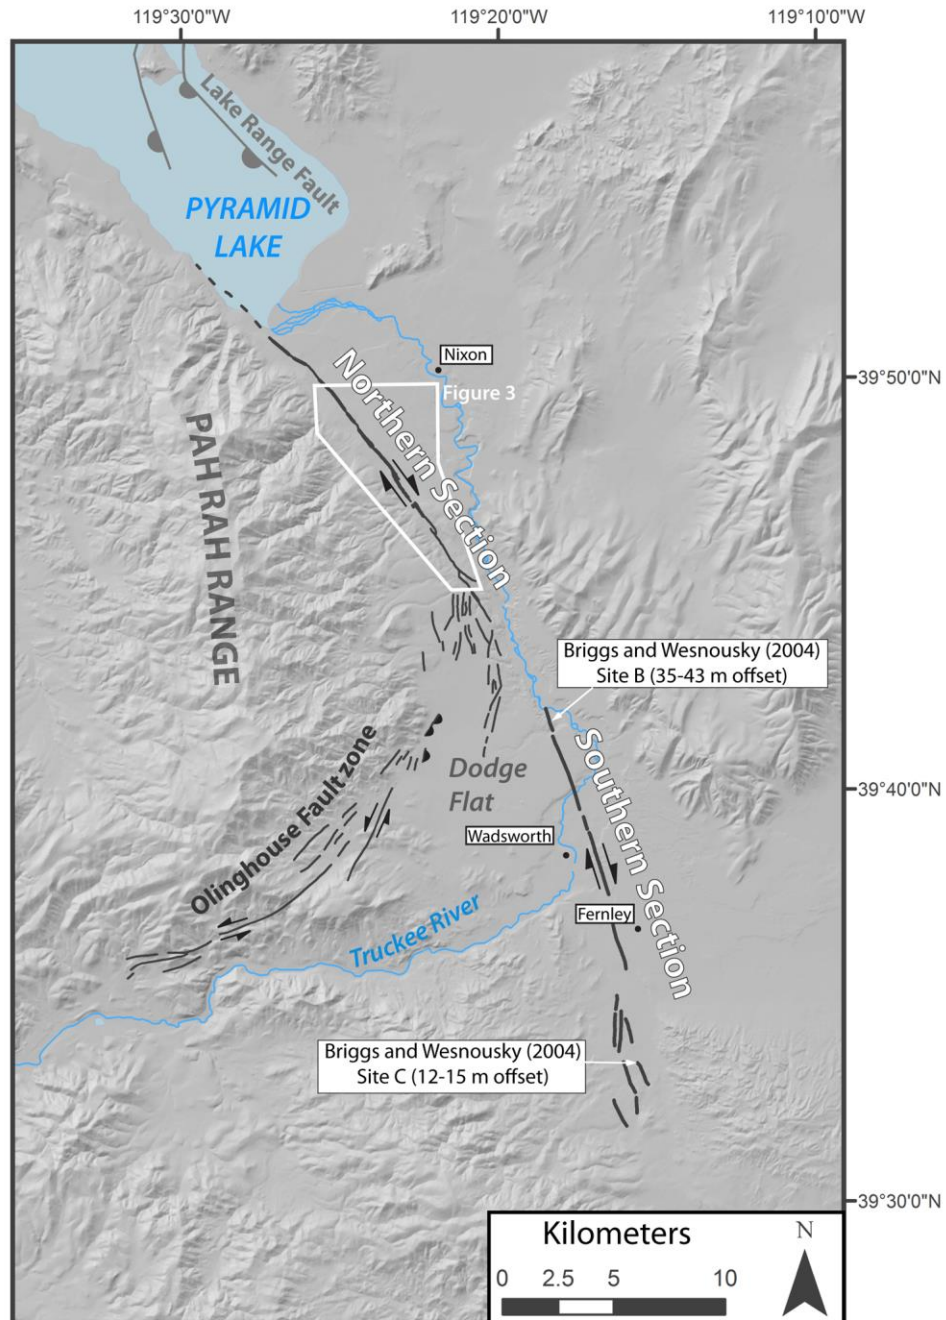 119°30'0"W
119°20'0"W
119°10'0"W
Lake Range Fault
PYRAMID
LAKE
Nixon
39°50'0"N
Figure 3
Northern Section
PAH RAH RANGE
Briggs and Wesnousky (2004)
Site B (35-43 m offset)
Southern Section
Olinghouse Fault zone
Dodge
Flat
39°40'0"N
Wadsworth
Fernley
Truckee River
Briggs and Wesnousky (2004)
Site C (12-15 m offset)
39°30'0"N
Kilometers
N
0 2.5 5 10